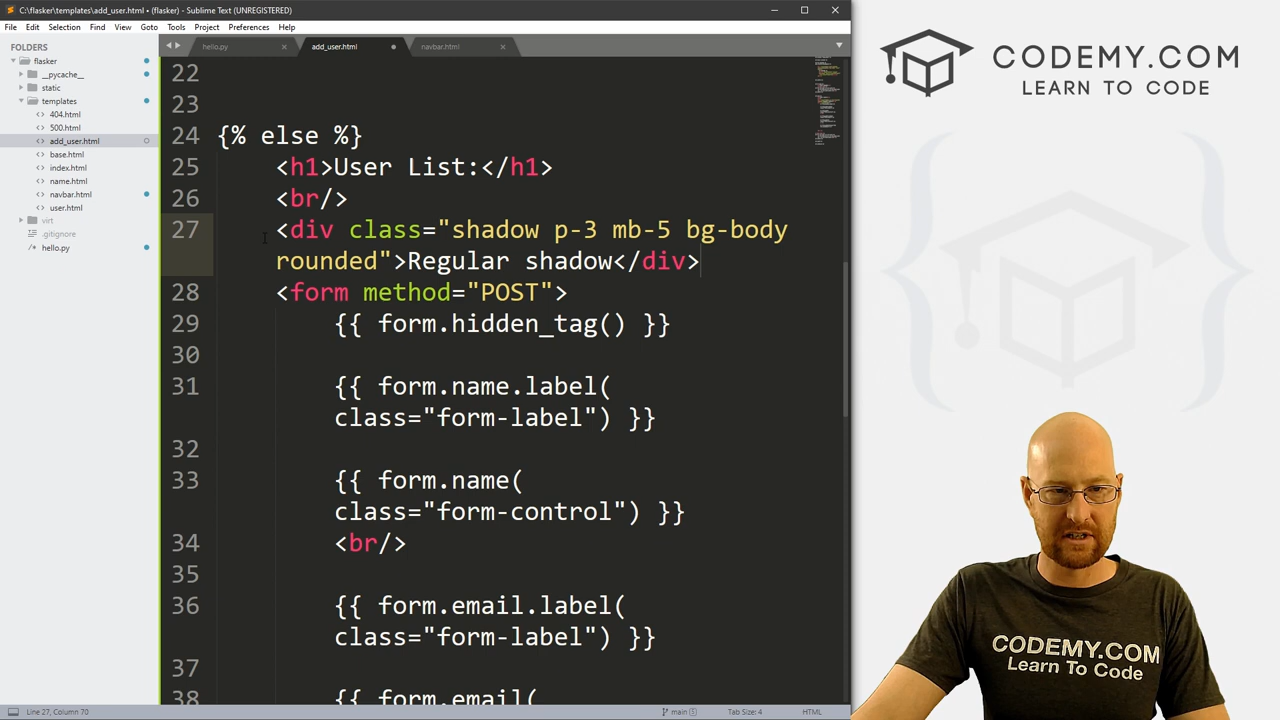 C:\flasker\templates\add_user.html • (flasker) - Sublime Text (UNREGISTERED)
File Edit Selection Find View Goto Tools Project Preferences Help
FOLDERS
flasker
__pycache__
static
templates
404.html
500.html
add_user.html
base.html
index.html
name.html
navbar.html
user.html
virt
.gitignore
hello.py
hello.py add_user.html navbar.html
22
23
24 {% else %}
25 <h1>User List:</h1>
26 <br/>
27 <div class="shadow p-3 mb-5 bg-body
rounded">Regular shadow</div>
28 <form method="POST">
29 {{ form.hidden_tag() }}
30
31 {{ form.name.label(
class="form-label") }}
32
33 {{ form.name(
class="form-control") }}
34 <br/>
35
36 {{ form.email.label(
class="form-label") }}
37
38 {{ form.email(
Line 27, Column 70
main
Tab Size: 4
HTML
CODEMY.COM
LEARN TO CODE
CODEMY.COM
Learn To Code